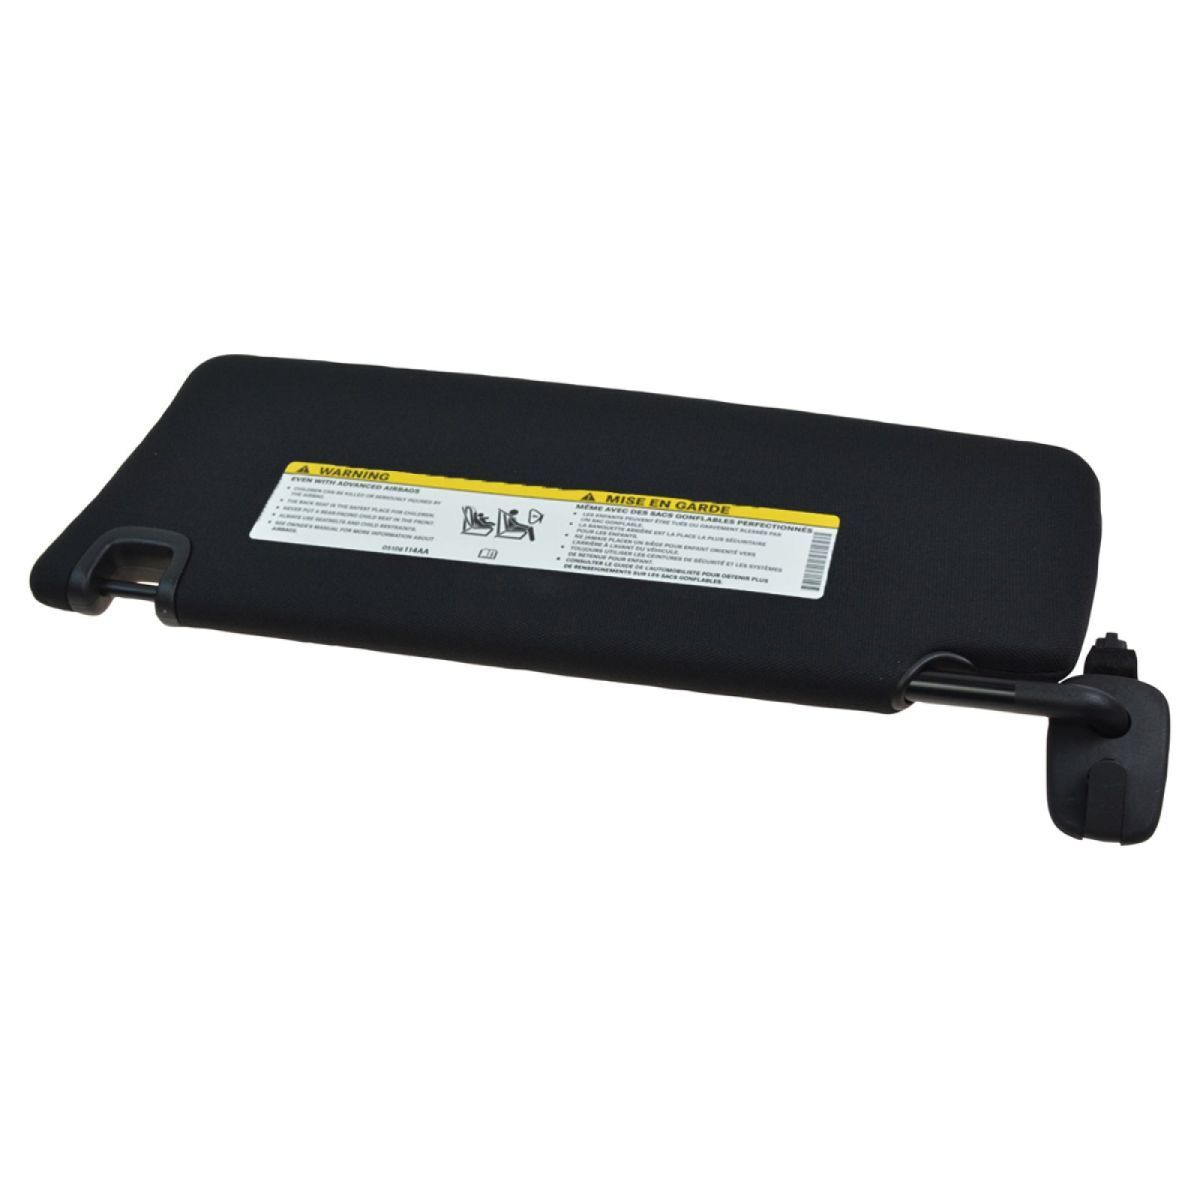 WARNING
EVEN WITH ADVANCED AIRBAGS
• CHILDREN CAN BE KILLED OR SERIOUSLY INJURED BY
THE AIRBAG.
• THE BACK SEAT IS THE SAFEST PLACE FOR CHILDREN.
• NEVER PUT A REAR-FACING CHILD SEAT IN THE FRONT.
• ALWAYS USE SEATBELTS AND CHILD RESTRAINTS.
• SEE OWNER'S MANUAL FOR MORE INFORMATION ABOUT
AIRBAGS.
05108114AA
MISE EN GARDE
MÊME AVEC DES SACS GONFLABLES PERFECTIONNÉS
• LES ENFANTS PEUVENT ÊTRE TUÉS OU GRAVEMENT BLESSÉS PAR
UN SAC GONFLABLE.
• LA BANQUETTE ARRIÈRE EST LA PLACE LA PLUS SÉCURITAIRE
POUR LES ENFANTS.
• NE JAMAIS PLACER UN SIÈGE POUR ENFANT ORIENTÉ VERS
L'ARRIÈRE À L'AVANT DU VÉHICULE.
• TOUJOURS UTILISER LES CEINTURES DE SÉCURITÉ ET LES SYSTÈMES
DE RETENUE POUR ENFANT.
• CONSULTER LE GUIDE DE L'AUTOMOBILISTE POUR OBTENIR PLUS
DE RENSEIGNEMENTS SUR LES SACS GONFLABLES.